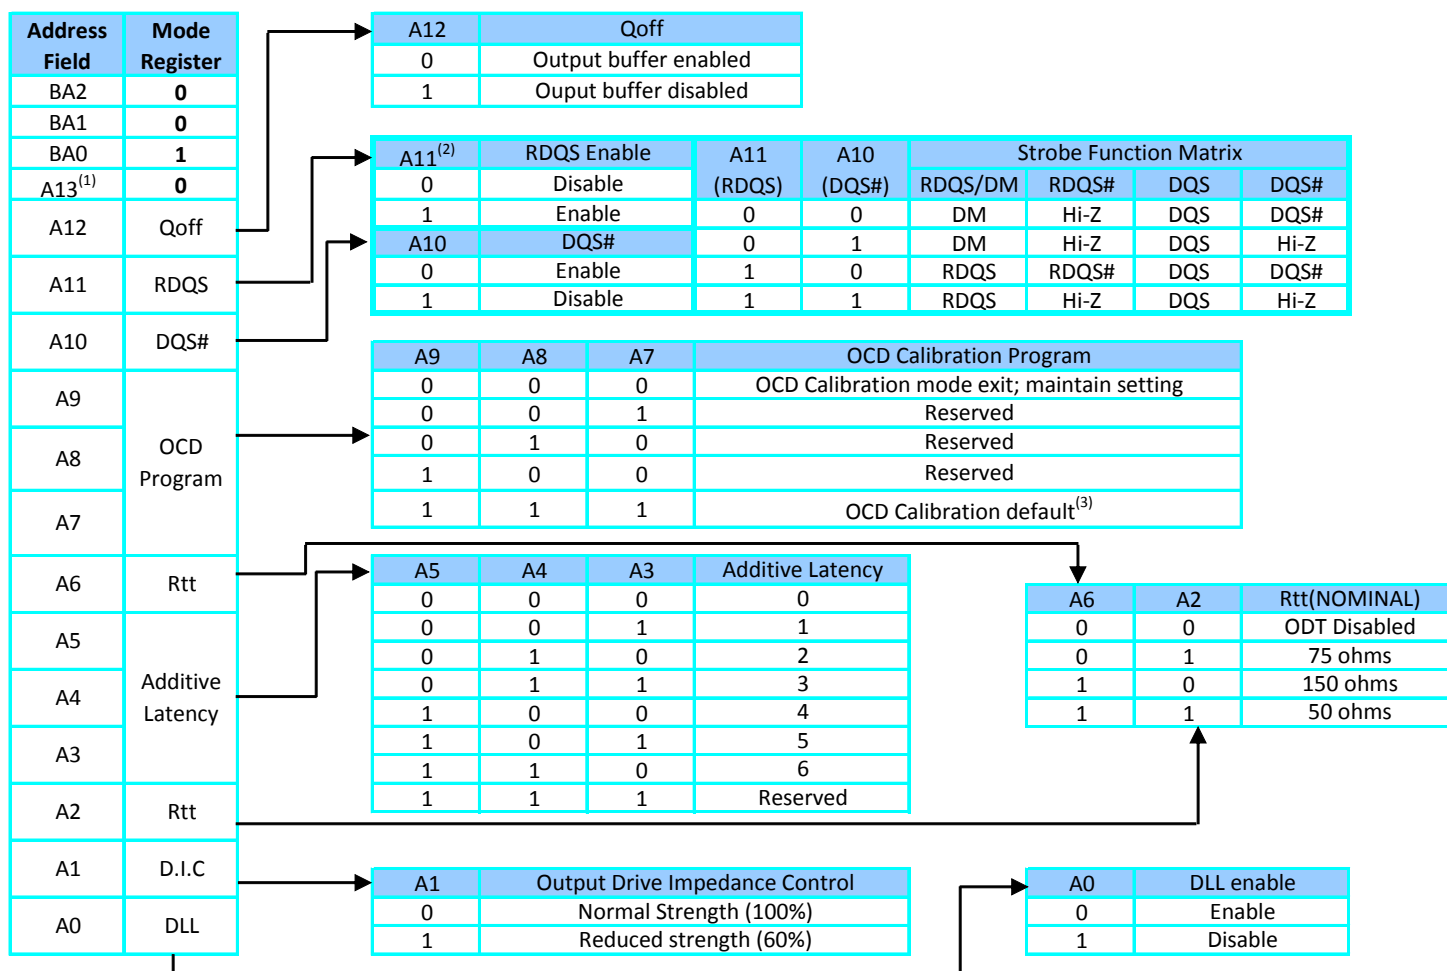 Address Field Mode Register
BA2 0
BA1 0
BA0 1
A13(1) 0
A12 Qoff
A11 RDQS
A10 DQS#
A9
A8 OCD Program
A7
A6 Rtt
A5
A4 Additive Latency
A3
A2 Rtt
A1 D.I.C
A0 DLL
A12 Qoff
0 Output buffer enabled
1 Ouput buffer disabled
A11(2) RDQS Enable
0 Disable
1 Enable
A10 DQS#
0 Enable
1 Disable
A11 A10 Strobe Function Matrix
(RDQS) (DQS#) RDQS/DM RDQS# DQS DQS#
0 0 DM Hi-Z DQS DQS#
0 1 DM Hi-Z DQS Hi-Z
1 0 RDQS RDQS# DQS DQS#
1 1 RDQS Hi-Z DQS Hi-Z
A9 A8 A7 OCD Calibration Program
0 0 0 OCD Calibration mode exit; maintain setting
0 0 1 Reserved
0 1 0 Reserved
1 0 0 Reserved
1 1 1 OCD Calibration default(3)
A5 A4 A3 Additive Latency
0 0 0 0
0 0 1 1
0 1 0 2
0 1 1 3
1 0 0 4
1 0 1 5
1 1 0 6
1 1 1 Reserved
A6 A2 Rtt(NOMINAL)
0 0 ODT Disabled
0 1 75 ohms
1 0 150 ohms
1 1 50 ohms
A1 Output Drive Impedance Control
0 Normal Strength (100%)
1 Reduced strength (60%)
A0 DLL enable
0 Enable
1 Disable